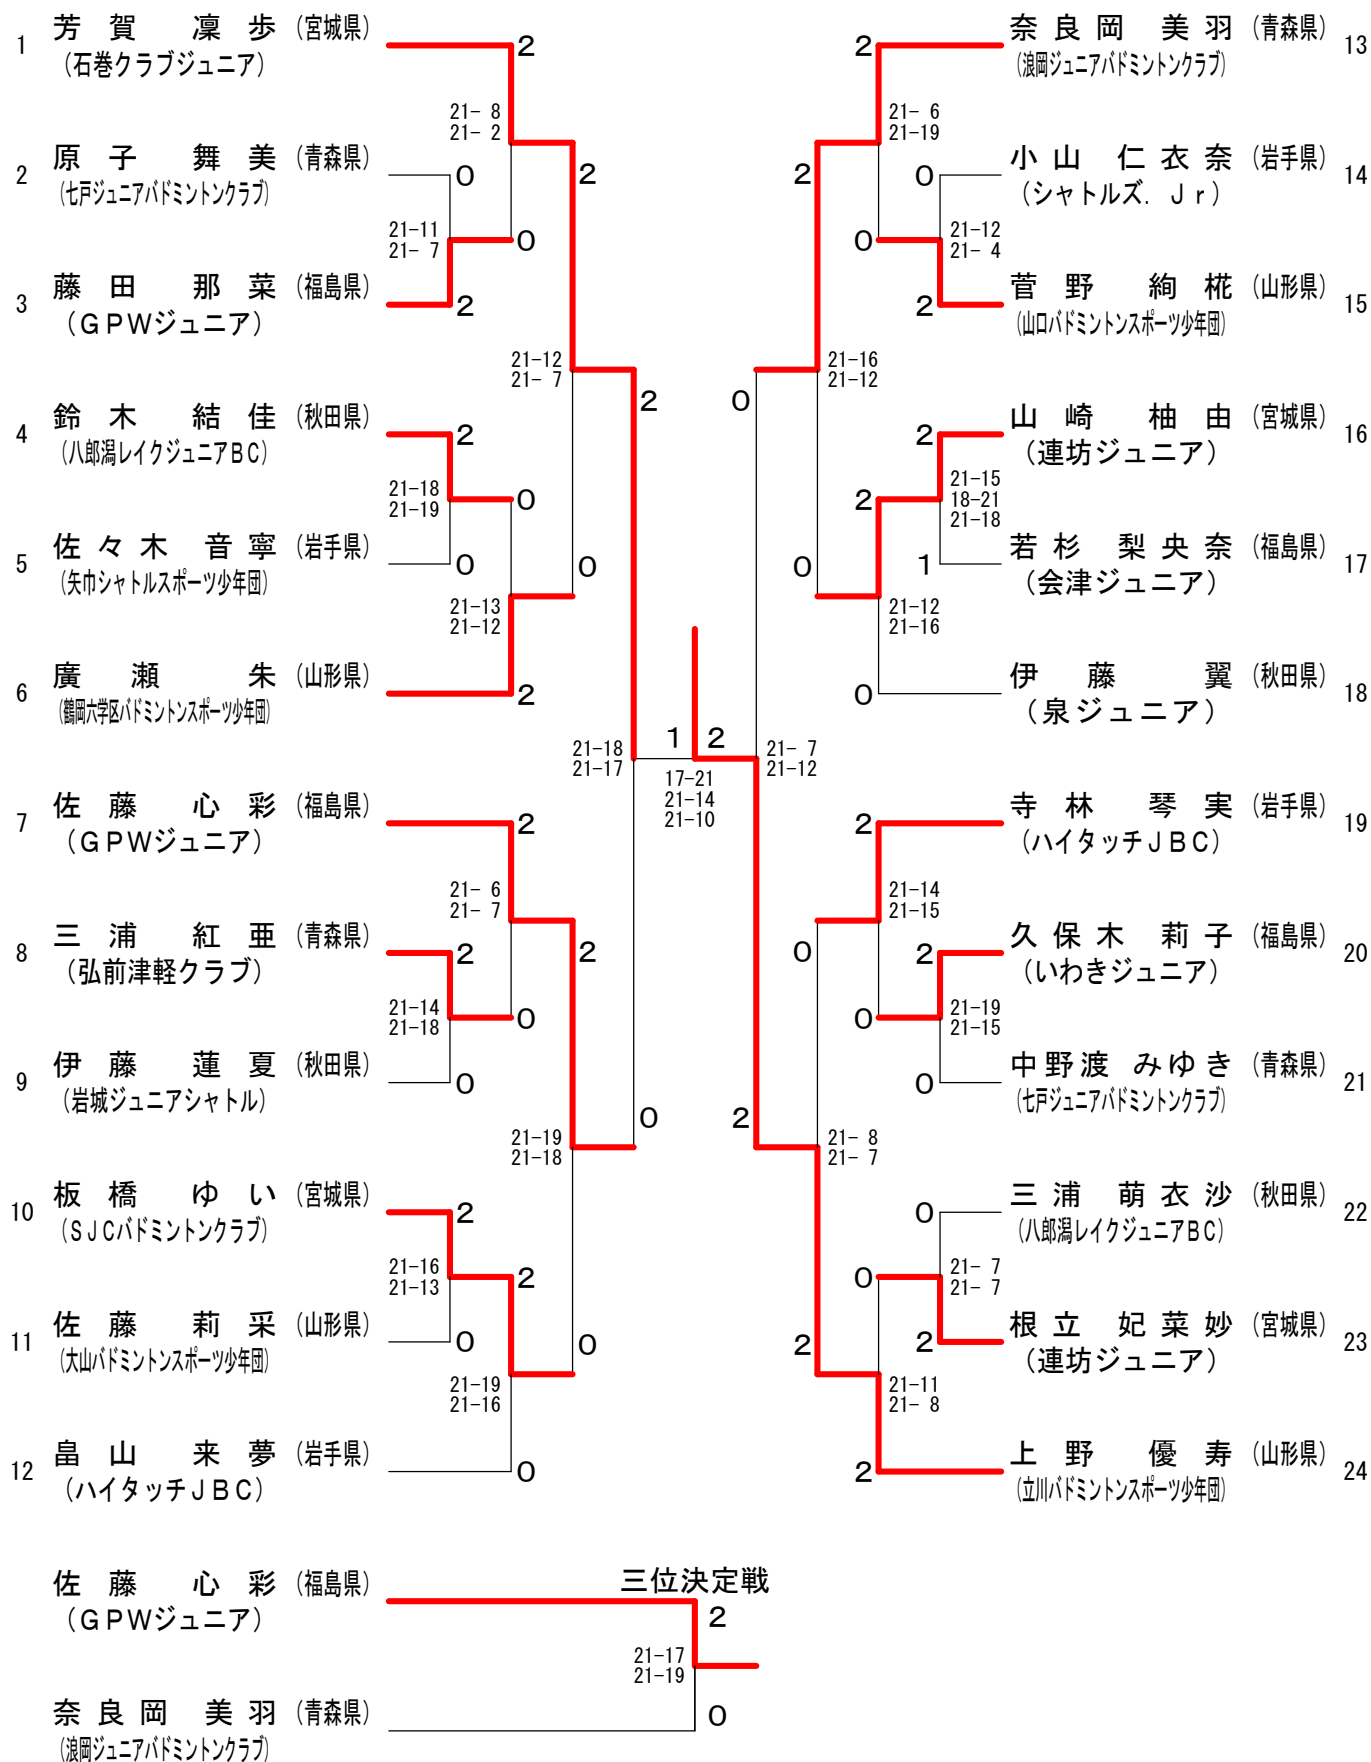 1 芳賀 凜歩 (宮城県)
(石巻クラブジュニア)
2
21- 8
21- 2
2 原子 舞美 (青森県)
(七戸ジュニアバドミントンクラブ)
0
2
21-11
21- 7
0
3 藤田 那菜 (福島県)
(GPWジュニア)
2
21-12
21- 7
2
4 鈴木 結佳 (秋田県)
(八郎潟レイクジュニアBC)
2
21-18
21-19
0
5 佐々木 音寧 (岩手県)
(矢巾シャトルスポーツ少年団)
0
0
21-13
21-12
6 廣瀬 朱 (山形県)
(鶴岡六学区バドミントンスポーツ少年団)
2
21-18
21-17
7 佐藤 心彩 (福島県)
(GPWジュニア)
2
21- 6
21- 7
8 三浦 紅亜 (青森県)
(弘前津軽クラブ)
2
2
21-14
21-18
0
9 伊藤 蓮夏 (秋田県)
(岩城ジュニアシャトル)
0
0
21-19
21-18
10 板橋 ゆい (宮城県)
(SJCバドミントンクラブ)
2
21-16
21-13
2
11 佐藤 莉采 (山形県)
(大山バドミントンスポーツ少年団)
0
0
21-19
21-16
12 畠山 来夢 (岩手県)
(ハイタッチJBC)
0
1 2
17-21
21-14
21-10
2 奈良岡 美羽 (青森県) 13
(浪岡ジュニアバドミントンクラブ)
21- 6
21-19
2
0 小山 仁衣奈 (岩手県) 14
(シャトルズ.Jr)
0
21-12
21- 4
2 菅野 絢椛 (山形県) 15
(山口バドミントンスポーツ少年団)
21-16
21-12
0
2 山崎 柚由 (宮城県) 16
(連坊ジュニア)
2
21-15
18-21
21-18
0
1 若杉 梨央奈 (福島県) 17
(会津ジュニア)
21-12
21-16
0 伊藤 翼 (秋田県) 18
(泉ジュニア)
21- 7
21-12
2 寺林 琴実 (岩手県) 19
(ハイタッチJBC)
21-14
21-15
0
2 久保木 莉子 (福島県) 20
(いわきジュニア)
0
21-19
21-15
0 中野渡 みゆき (青森県) 21
(七戸ジュニアバドミントンクラブ)
2
21- 8
21- 7
0 三浦 萌衣沙 (秋田県) 22
(八郎潟レイクジュニアBC)
0
21- 7
21- 7
2
2 根立 妃菜妙 (宮城県) 23
(連坊ジュニア)
21-11
21- 8
2 上野 優寿 (山形県) 24
(立川バドミントンスポーツ少年団)
三位決定戦
佐藤 心彩 (福島県)
(GPWジュニア)
2
21-17
21-19
奈良岡 美羽 (青森県)
(浪岡ジュニアバドミントンクラブ)
0